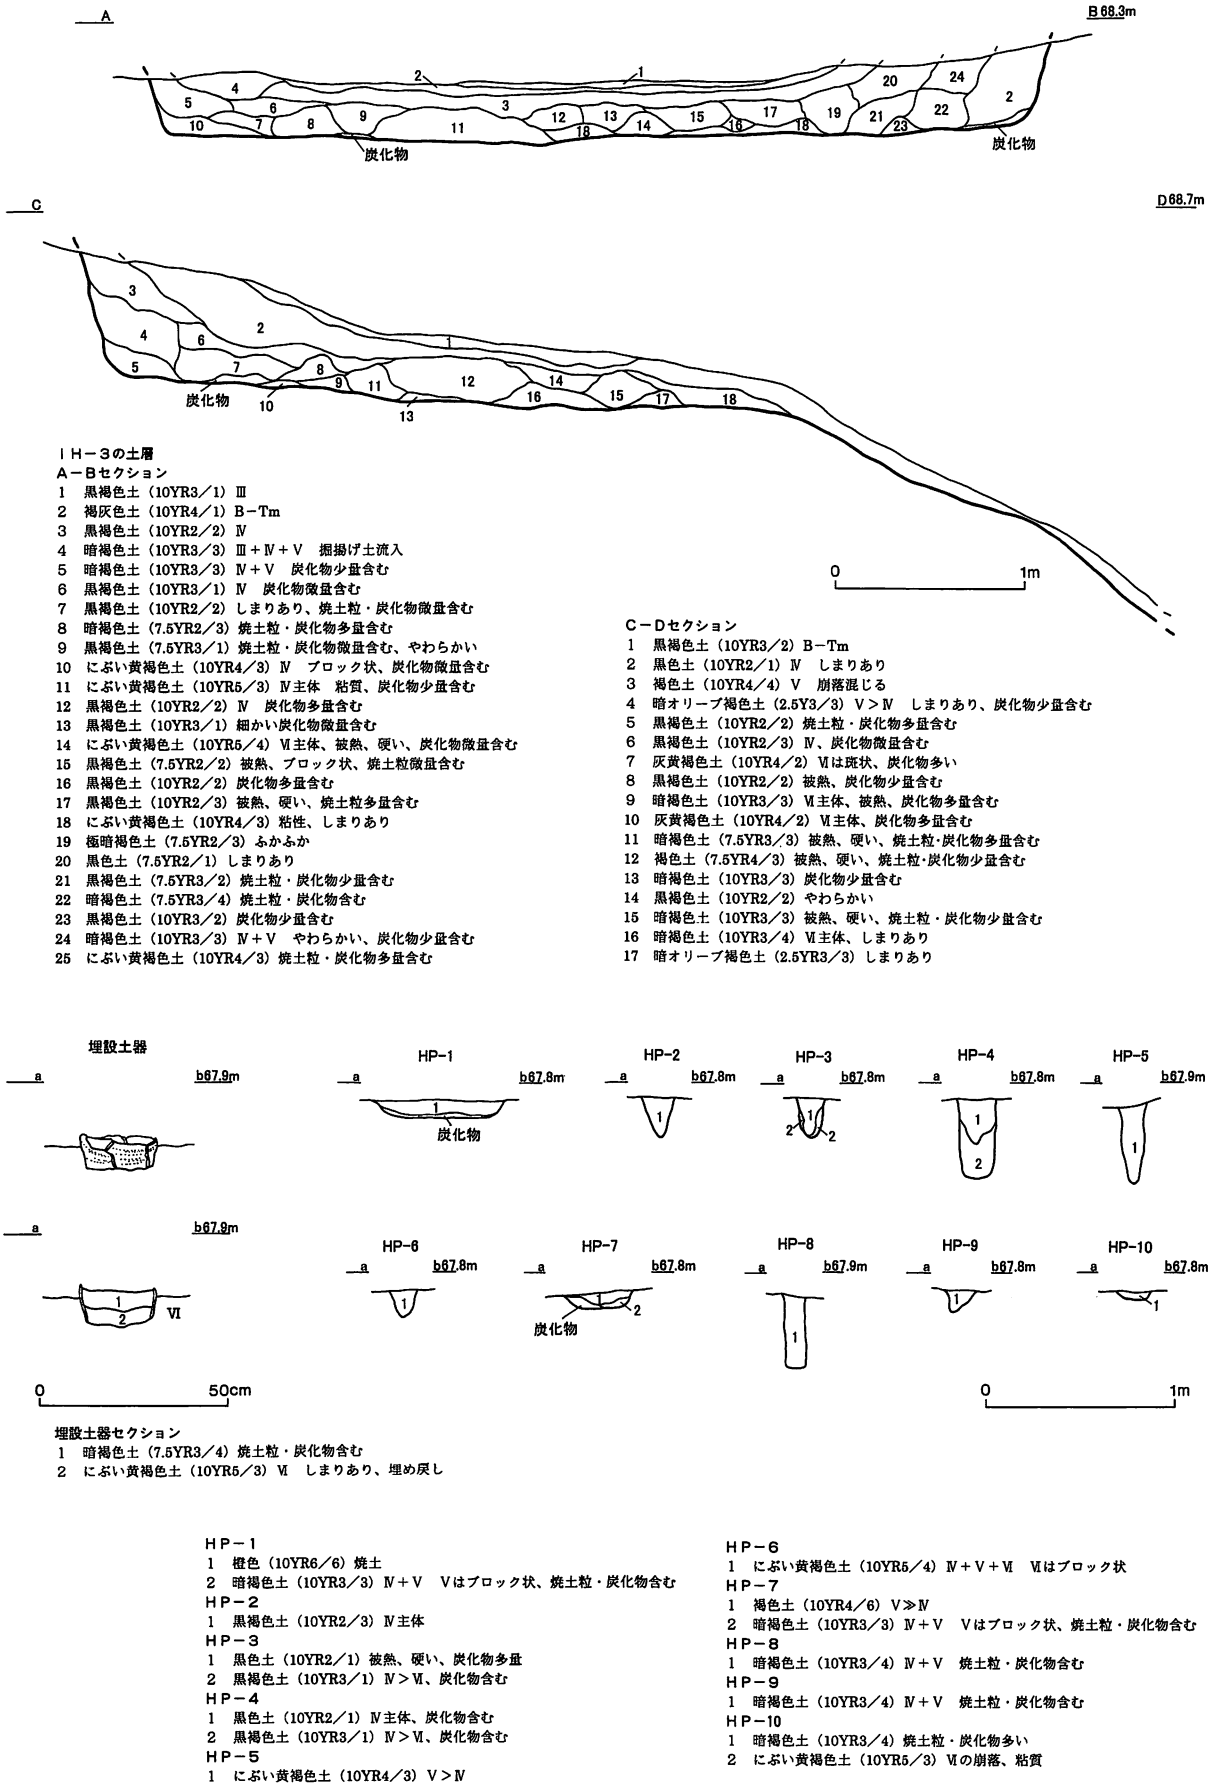 A
B 68.3m
1
2
3
4
5
6
7
8
9
10
11
12
13
14
15
16
17
18
18
19
20
21
22
23
24
2
炭化物
炭化物
C
D 68.7m
1
2
3
4
5
6
7
8
9
10
11
12
13
14
15
16
17
18
炭化物
0 1m
IH-3の土層
A-Bセクション
1 黒褐色土（10YR3／1）Ⅲ
2 褐灰色土（10YR4／1）B-Tm
3 黒褐色土（10YR2／2）Ⅳ
4 暗褐色土（10YR3／3）Ⅲ+Ⅳ+Ⅴ 掘揚げ土流入
5 暗褐色土（10YR3／3）Ⅳ+Ⅴ 炭化物少量含む
6 黒褐色土（10YR3／1）Ⅳ 炭化物微量含む
7 黒褐色土（10YR2／2）しまりあり、焼土粒・炭化物微量含む
8 暗褐色土（7.5YR2／3）焼土粒・炭化物多量含む
9 黒褐色土（7.5YR3／1）焼土粒・炭化物微量含む、やわらかい
10 にぶい黄褐色土（10YR4／3）Ⅳ ブロック状、炭化物微量含む
11 にぶい黄褐色土（10YR5／3）Ⅳ主体 粘質、炭化物少量含む
12 黒褐色土（10YR2／2）Ⅳ 炭化物多量含む
13 黒褐色土（10YR3／1）細かい炭化物微量含む
14 にぶい黄褐色土（10YR5／4）Ⅵ主体、被熱、硬い、炭化物微量含む
15 黒褐色土（7.5YR2／2）被熱、ブロック状、焼土粒微量含む
16 黒褐色土（10YR2／2）炭化物多量含む
17 黒褐色土（10YR2／3）被熱、硬い、焼土粒多量含む
18 にぶい黄褐色土（10YR4／3）粘性、しまりあり
19 極暗褐色土（7.5YR2／3）ふかふか
20 黒色土（7.5YR2／1）しまりあり
21 黒褐色土（7.5YR3／2）焼土粒・炭化物少量含む
22 暗褐色土（7.5YR3／4）焼土粒・炭化物含む
23 黒褐色土（10YR3／2）炭化物少量含む
24 暗褐色土（10YR3／3）Ⅳ+Ⅴ やわらかい、炭化物少量含む
25 にぶい黄褐色土（10YR4／3）焼土粒・炭化物多量含む
C-Dセクション
1 黒褐色土（10YR3／2）B-Tm
2 黒色土（10YR2／1）Ⅳ しまりあり
3 褐色土（10YR4／4）Ⅴ 崩落混じる
4 暗オリーブ褐色土（2.5Y3／3）Ⅴ>Ⅳ しまりあり、炭化物少量含む
5 黒褐色土（10YR2／2）焼土粒・炭化物多量含む
6 黒褐色土（10YR2／3）Ⅳ、炭化物微量含む
7 灰黄褐色土（10YR4／2）Ⅵは斑状、炭化物多い
8 黒褐色土（10YR2／2）被熱、炭化物少量含む
9 暗褐色土（10YR3／3）Ⅵ主体、被熱、炭化物多量含む
10 灰黄褐色土（10YR4／2）Ⅵ主体、炭化物多量含む
11 暗褐色土（7.5YR3／3）被熱、硬い、焼土粒・炭化物多量含む
12 褐色土（7.5YR4／3）被熱、硬い、焼土粒・炭化物少量含む
13 暗褐色土（10YR3／3）炭化物少量含む
14 黒褐色土（10YR2／2）やわらかい
15 暗褐色土（10YR3／3）被熱、硬い、焼土粒・炭化物少量含む
16 暗褐色土（10YR3／4）Ⅵ主体、しまりあり
17 暗オリーブ褐色土（2.5YR3／3）しまりあり
埋設土器
a b67.9m
HP-1
a b67.8m
1
炭化物
HP-2
a b67.8m
1
HP-3
a b67.8m
1
2 2
HP-4
a b67.8m
1
2
HP-5
a b67.9m
1
a b67.9m
1
2
Ⅵ
HP-6
a b67.8m
1
HP-7
a b67.8m
1
2
炭化物
HP-8
a b67.9m
1
HP-9
a b67.8m
1
HP-10
a b67.8m
1
0 50cm
0 1m
埋設土器セクション
1 暗褐色土（7.5YR3／4）焼土粒・炭化物含む
2 にぶい黄褐色土（10YR5／3）Ⅵ しまりあり、埋め戻し
HP-1
1 橙色（10YR6／6）焼土
2 暗褐色土（10YR3／3）Ⅳ+Ⅴ Ⅴはブロック状、焼土粒・炭化物含む
HP-2
1 黒褐色土（10YR2／3）Ⅳ主体
HP-3
1 黒色土（10YR2／1）被熱、硬い、炭化物多量
2 黒褐色土（10YR3／1）Ⅳ>Ⅵ、炭化物含む
HP-4
1 黒色土（10YR2／1）Ⅳ主体、炭化物含む
2 黒褐色土（10YR3／1）Ⅳ>Ⅵ、炭化物含む
HP-5
1 にぶい黄褐色土（10YR4／3）Ⅴ>Ⅳ
HP-6
1 にぶい黄褐色土（10YR5／4）Ⅳ+Ⅴ+Ⅵ Ⅵはブロック状
HP-7
1 褐色土（10YR4／6）Ⅴ≫Ⅳ
2 暗褐色土（10YR3／3）Ⅳ+Ⅴ Ⅴはブロック状、焼土粒・炭化物含む
HP-8
1 暗褐色土（10YR3／4）Ⅳ+Ⅴ 焼土粒・炭化物含む
HP-9
1 暗褐色土（10YR3／4）Ⅳ+Ⅴ 焼土粒・炭化物含む
HP-10
1 暗褐色土（10YR3／4）焼土粒・炭化物多い
2 にぶい黄褐色土（10YR5／3）Ⅵの崩落、粘質